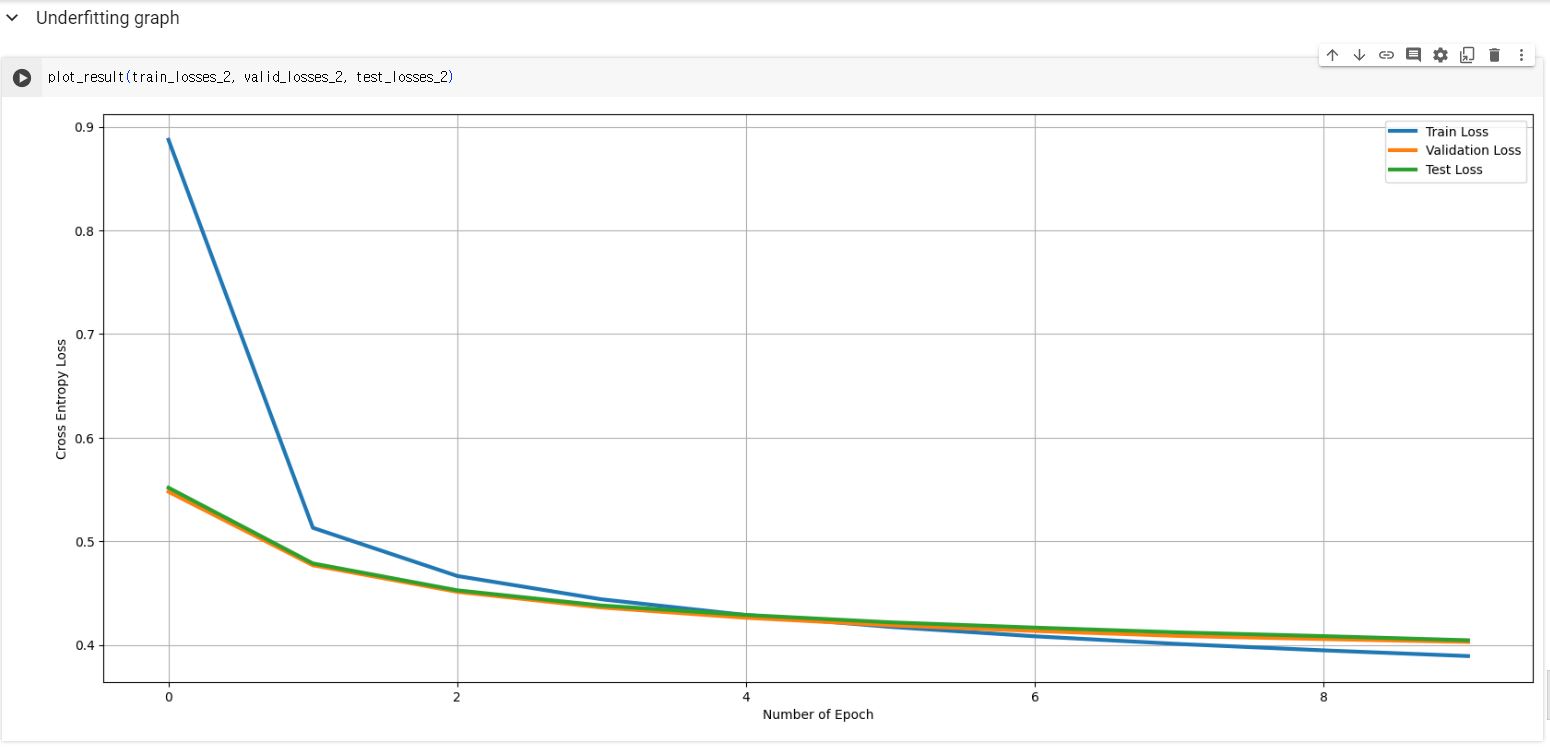 Underfitting graph
plot_result(train_losses_2, valid_losses_2, test_losses_2)
0.9
0.8
0.7
0.6
0.5
0.4
Cross Entropy Loss
Train Loss
Validation Loss
Test Loss
0 2 4 6 8
Number of Epoch